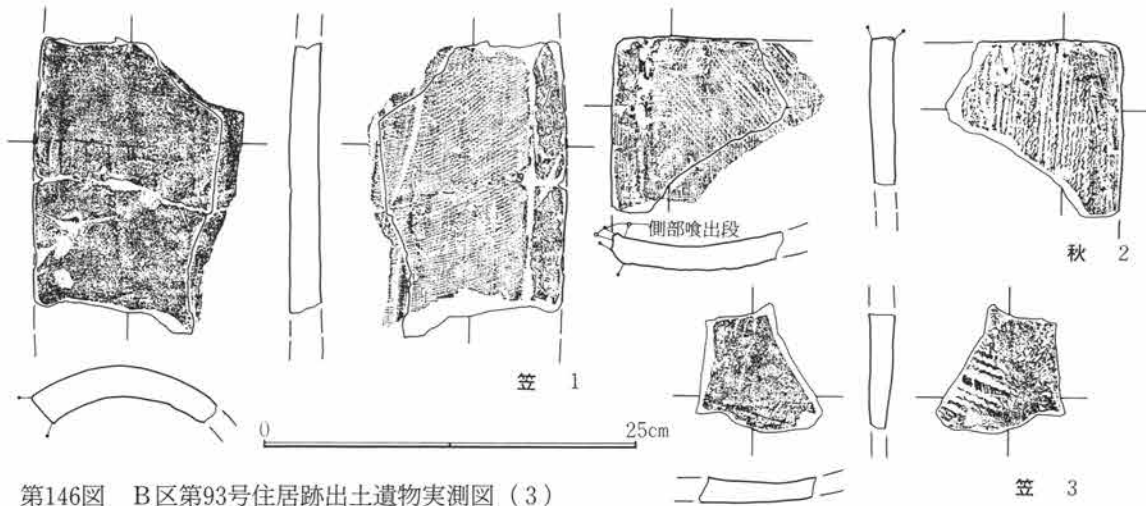 側部喰出段
秋 2
笠 1
0 25cm
笠 3
第146図 B区第93号住居跡出土遺物実測図（3）